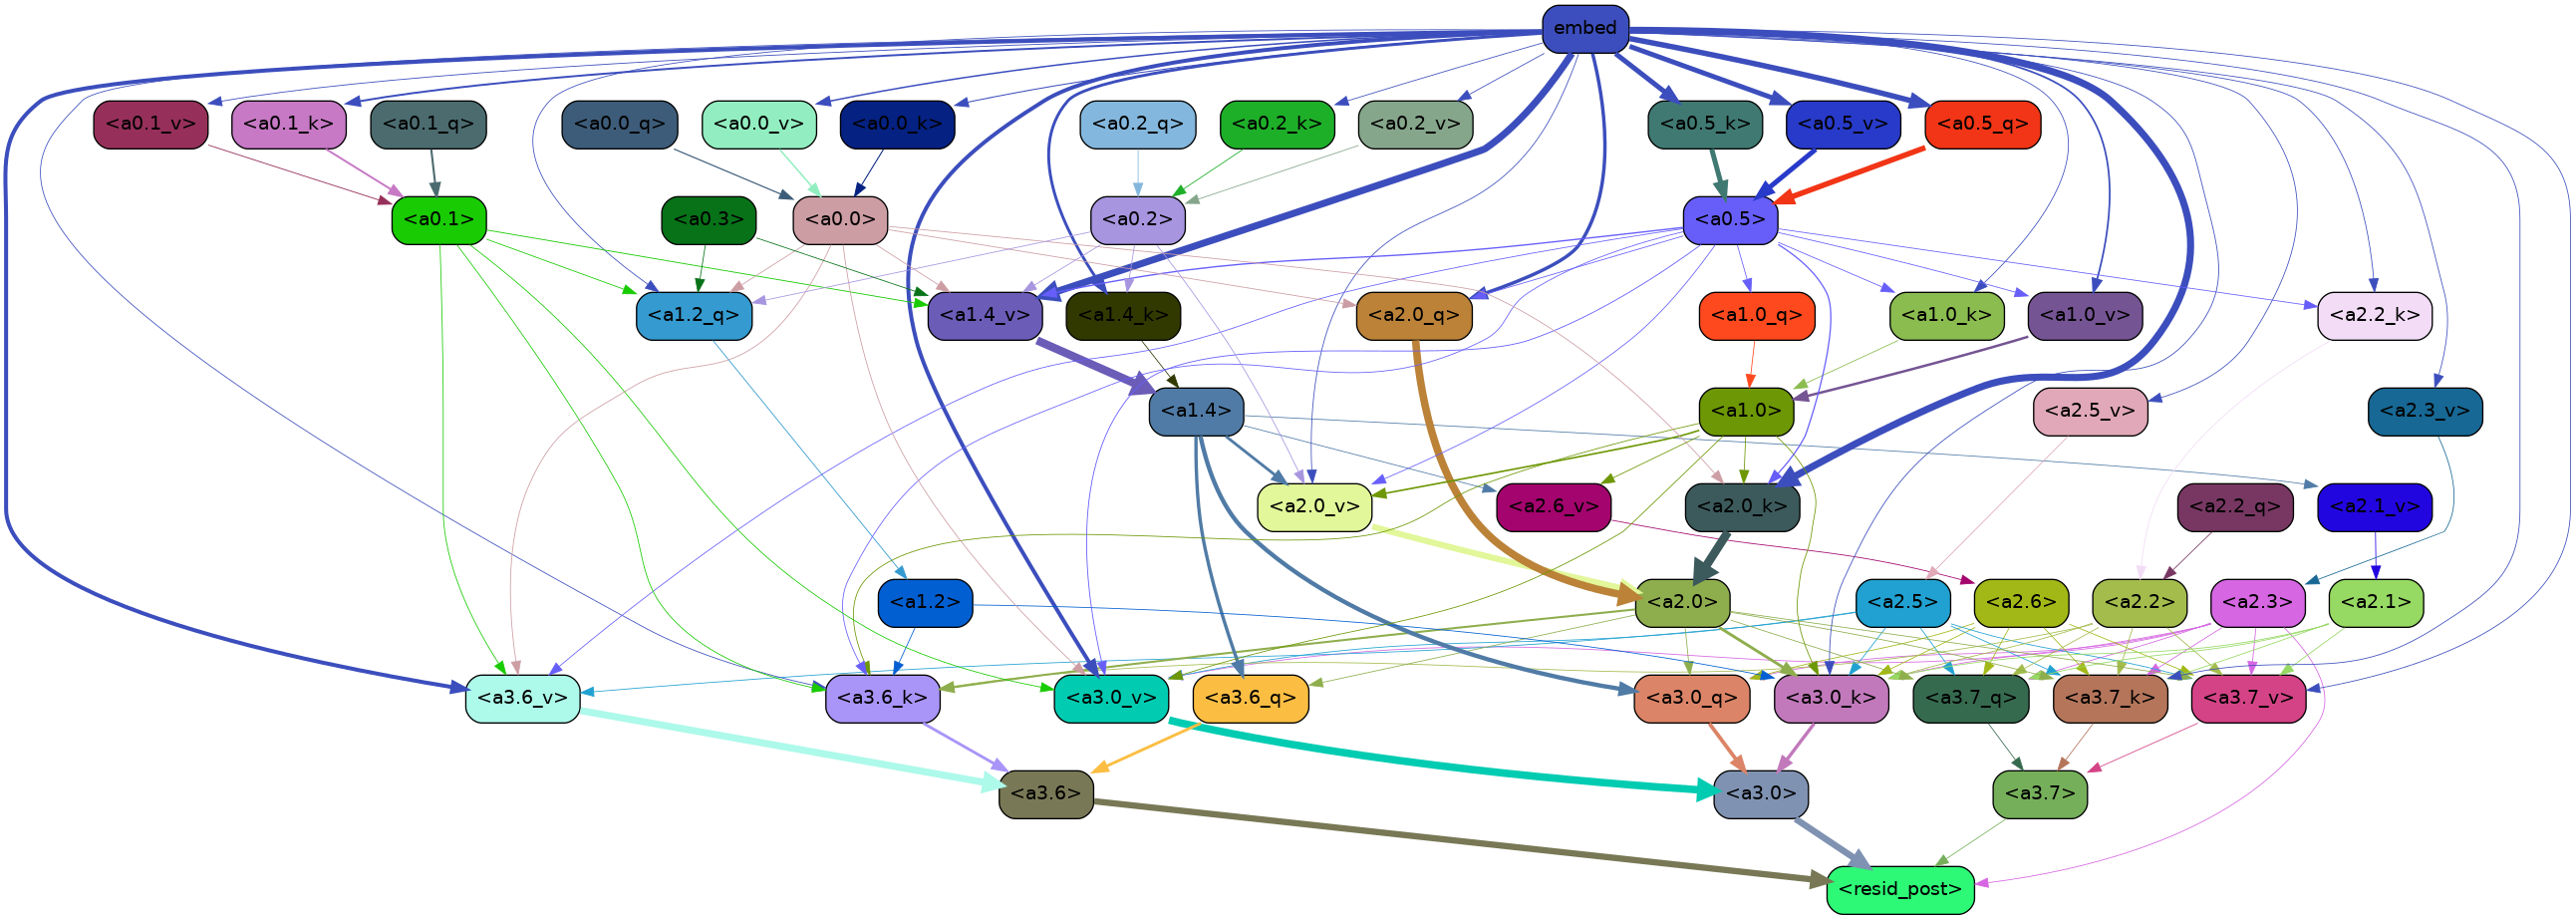 embed
<a0.1_v>
<a0.1_k>
<a0.1_q>
<a0.0_q>
<a0.0_v>
<a0.0_k>
<a0.2_q>
<a0.2_k>
<a0.2_v>
<a0.5_k>
<a0.5_v>
<a0.5_q>
<a0.1>
<a0.3>
<a0.0>
<a0.2>
<a0.5>
<a1.2_q>
<a1.4_v>
<a1.4_k>
<a2.0_q>
<a1.0_q>
<a1.0_k>
<a1.0_v>
<a2.2_k>
<a1.4>
<a1.0>
<a2.5_v>
<a2.3_v>
<a2.0_v>
<a2.6_v>
<a2.0_k>
<a2.2_q>
<a2.1_v>
<a1.2>
<a2.0>
<a2.5>
<a2.6>
<a2.2>
<a2.3>
<a2.1>
<a3.6_v>
<a3.6_k>
<a3.0_v>
<a3.6_q>
<a3.0_q>
<a3.0_k>
<a3.7_q>
<a3.7_k>
<a3.7_v>
<a3.6>
<a3.0>
<a3.7>
<resid_post>